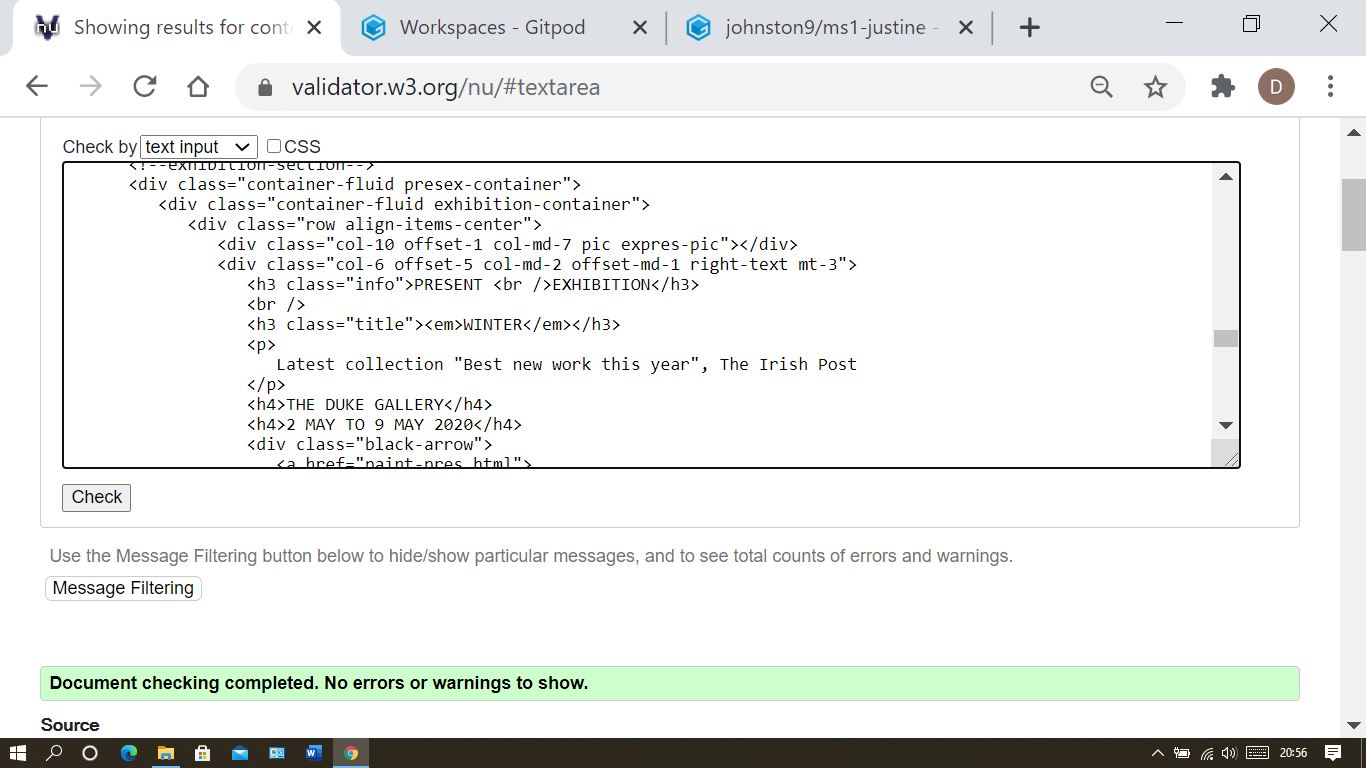 Showing results for cont
Workspaces - Gitpod
johnston9/ms1-justine -
validator.w3.org/nu/#textarea
D
Check by text input CSS
<!--exhibition-section-->
<div class="container-fluid presex-container">
<div class="container-fluid exhibition-container">
<div class="row align-items-center">
<div class="col-10 offset-1 col-md-7 pic expres-pic"></div>
<div class="col-6 offset-5 col-md-2 offset-md-1 right-text mt-3">
<h3 class="info">PRESENT <br />EXHIBITION</h3>
<br />
<h3 class="title"><em>WINTER</em></h3>
<p>
Latest collection "Best new work this year", The Irish Post
</p>
<h4>THE DUKE GALLERY</h4>
<h4>2 MAY TO 9 MAY 2020</h4>
<div class="black-arrow">
<a href="paint-pres.html">
Check
Use the Message Filtering button below to hide/show particular messages, and to see total counts of errors and warnings.
Message Filtering
Document checking completed. No errors or warnings to show.
Source
20:56